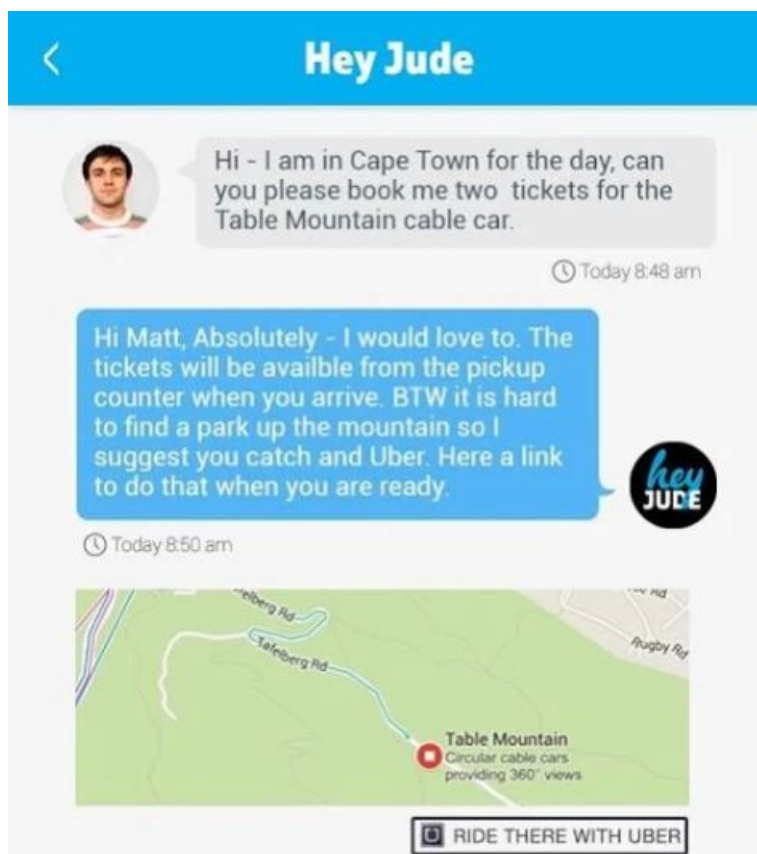 Hey Jude
Hi - I am in Cape Town for the day, can
you please book me two tickets for the
Table Mountain cable car.
Today 8:48 am
Hi Matt, Absolutely - I would love to. The
tickets will be availble from the pickup
counter when you arrive. BTW it is hard
to find a park up the mountain so I
suggest you catch and Uber. Here a link
to do that when you are ready.
hey
JUDE
Today 8:50 am
elberg Rd
Rd
Tafelberg Rd
Rugby Rd
Table Mountain
Circular cable cars
providing 360° views
RIDE THERE WITH UBER